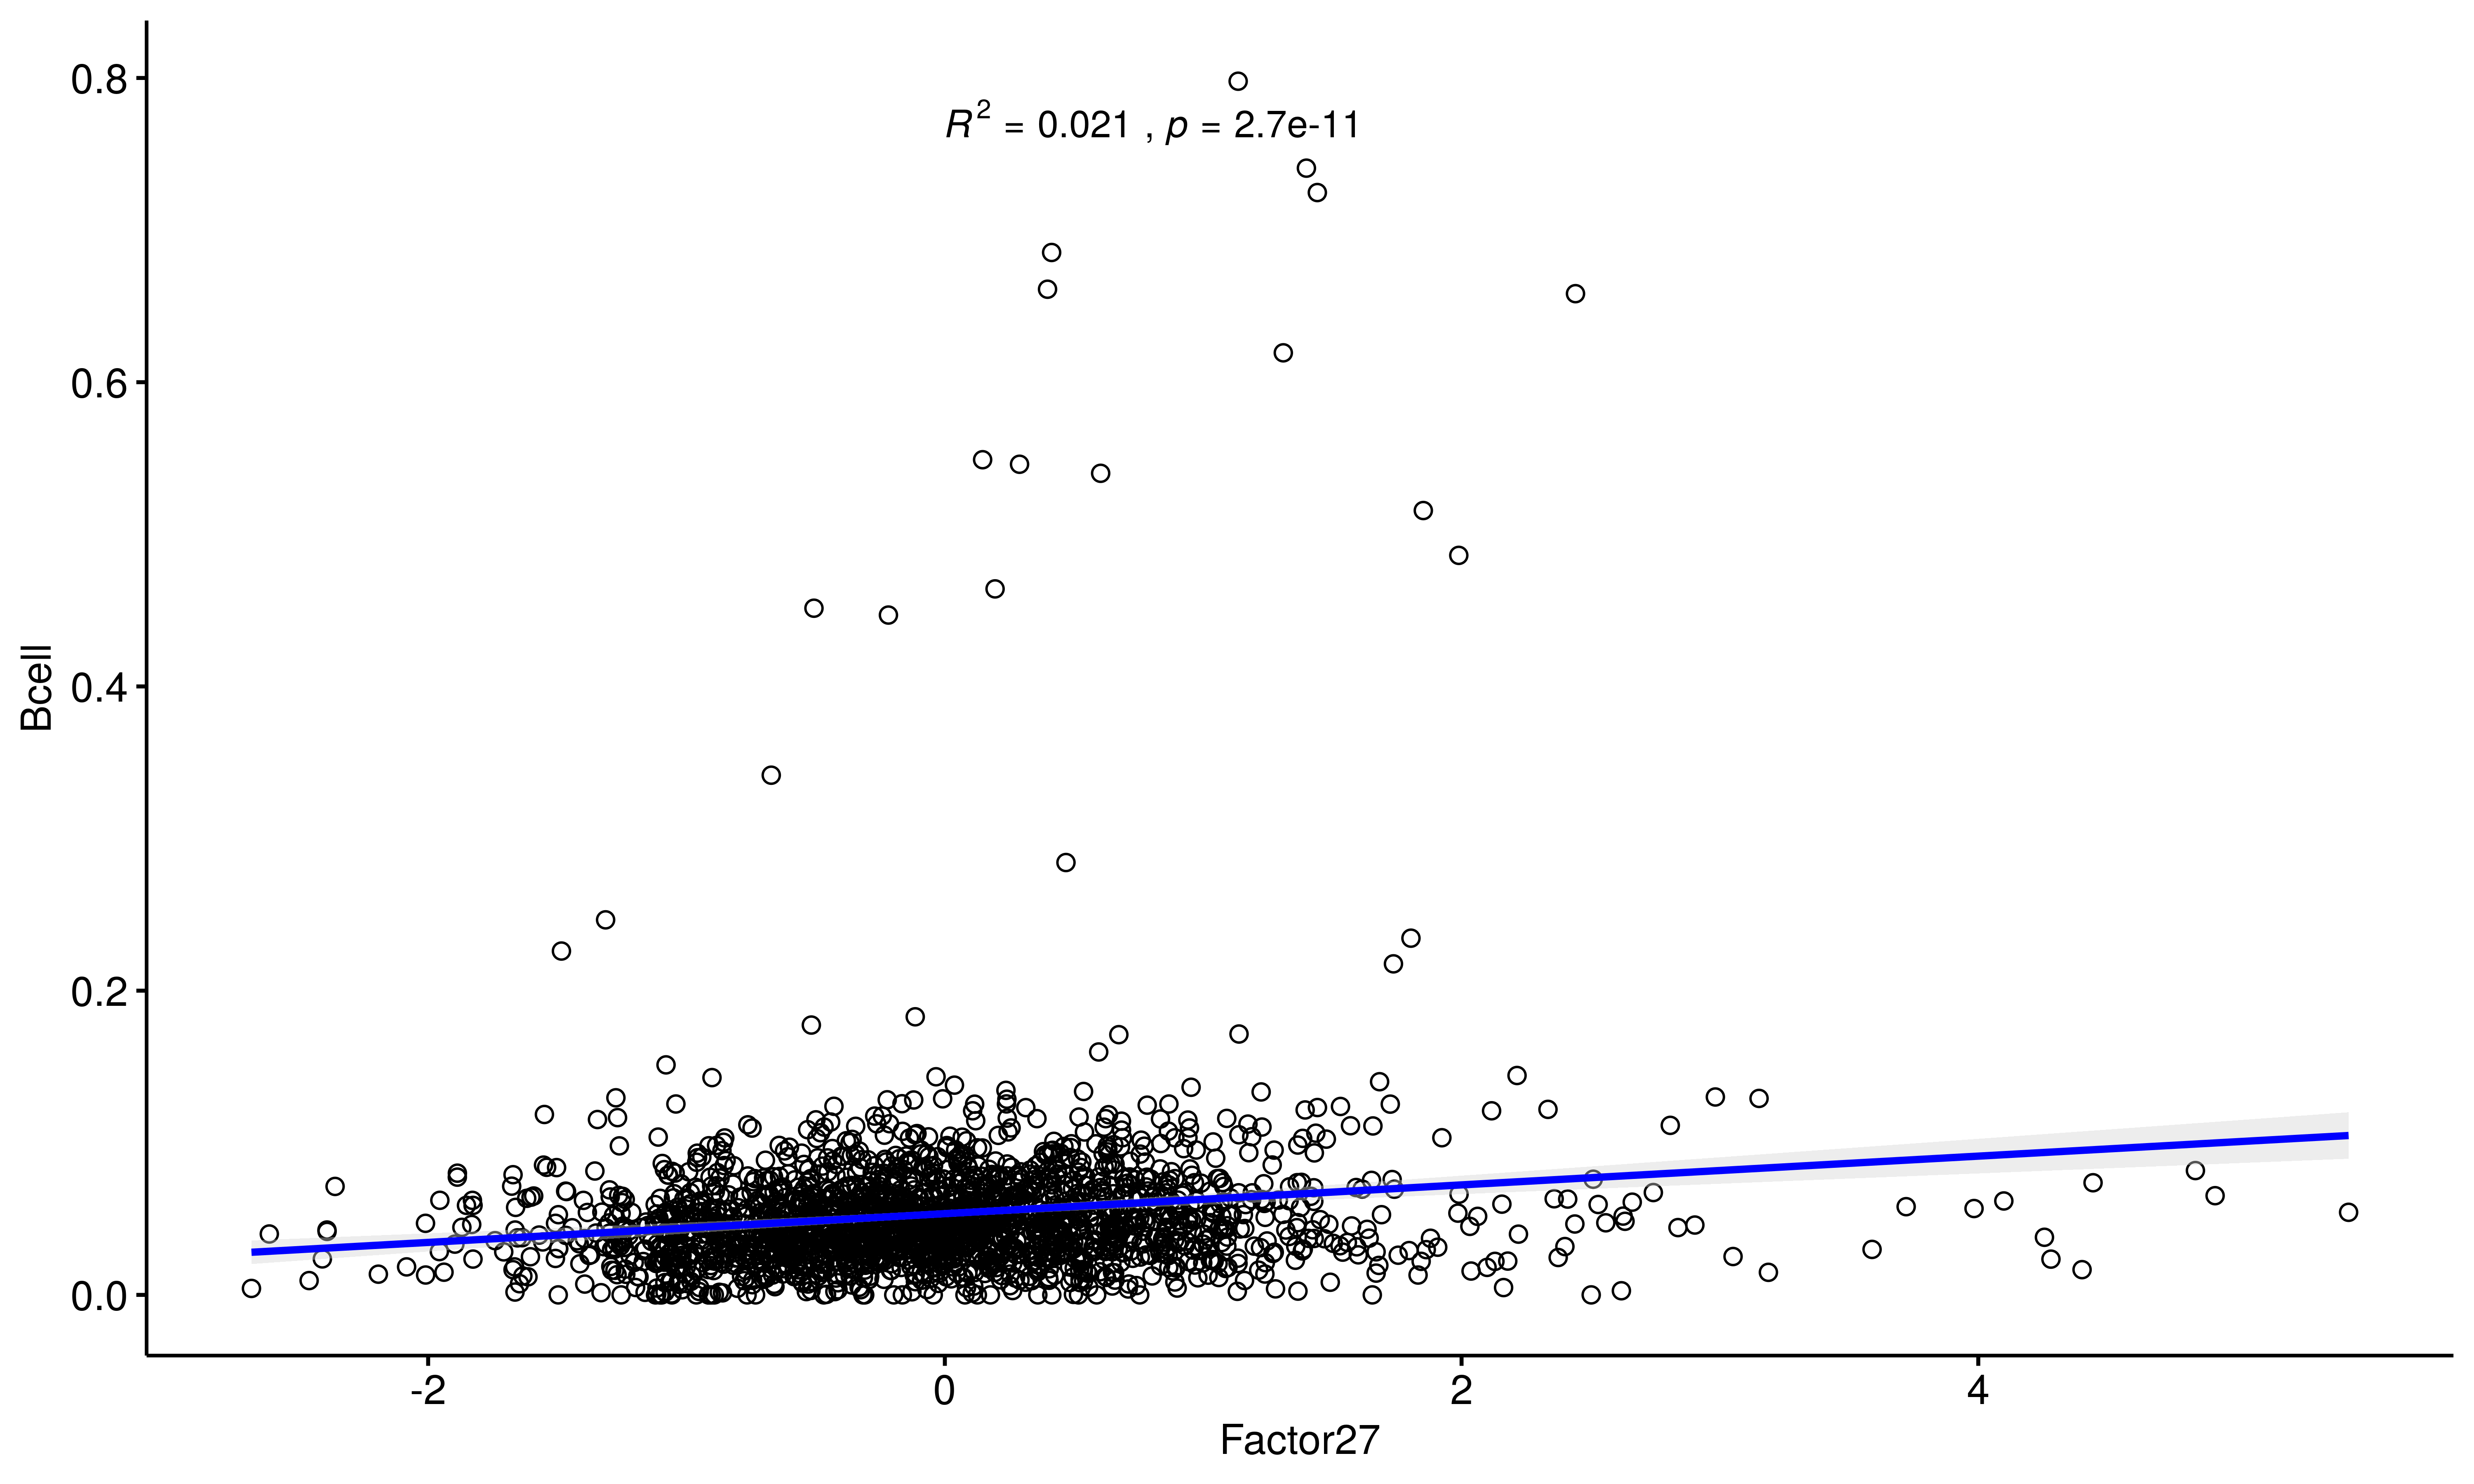 0.8
R² = 0.021 , p = 2.7e-11
0.6
Bcell
0.4
0.2
0.0
-2 0 2 4
Factor27